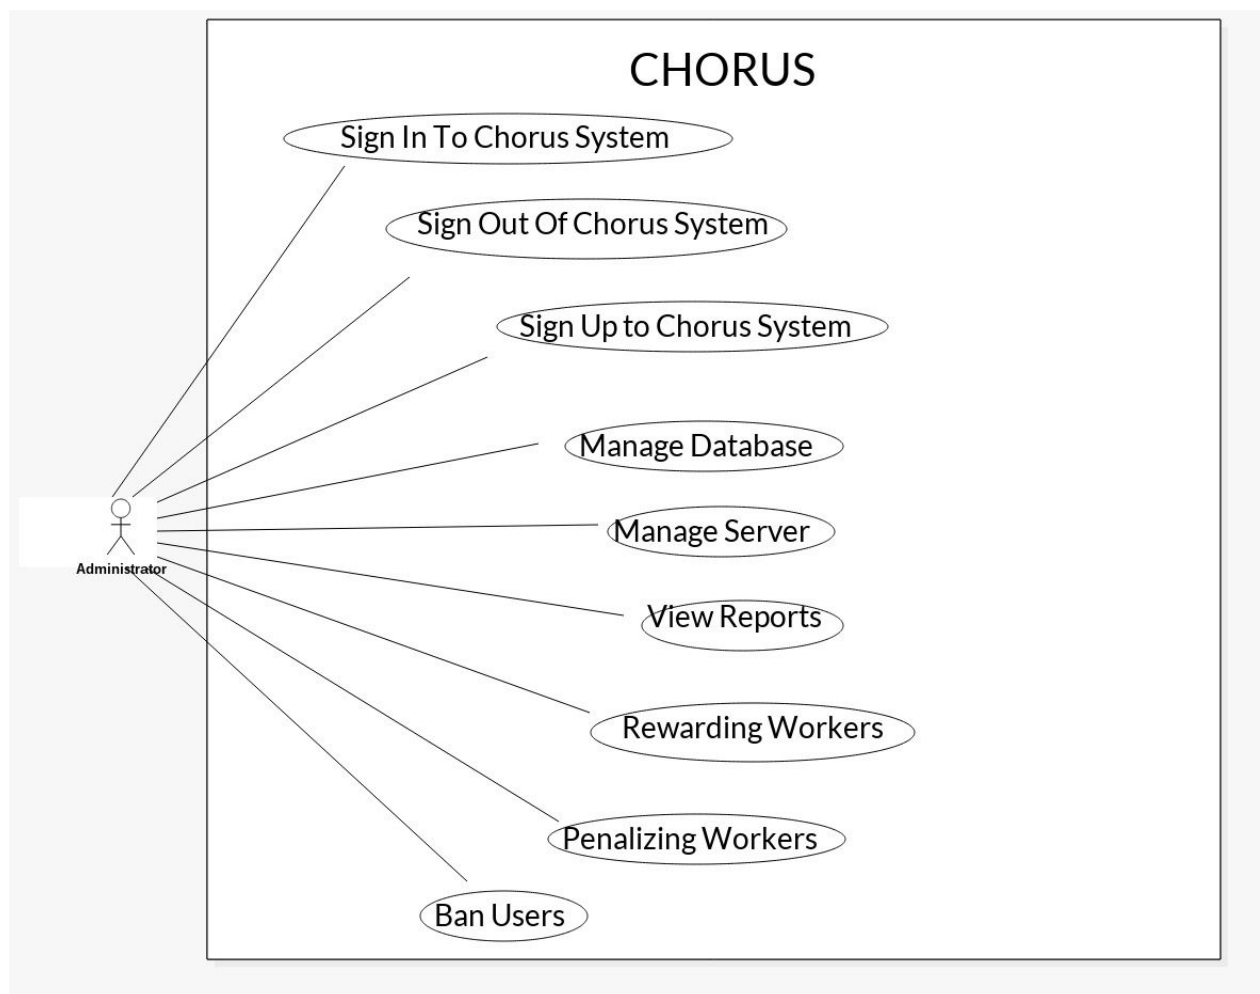 CHORUS
Sign In To Chorus System
Sign Out Of Chorus System
Sign Up to Chorus System
Manage Database
Manage Server
Administrator
View Reports
Rewarding Workers
Penalizing Workers
Ban Users